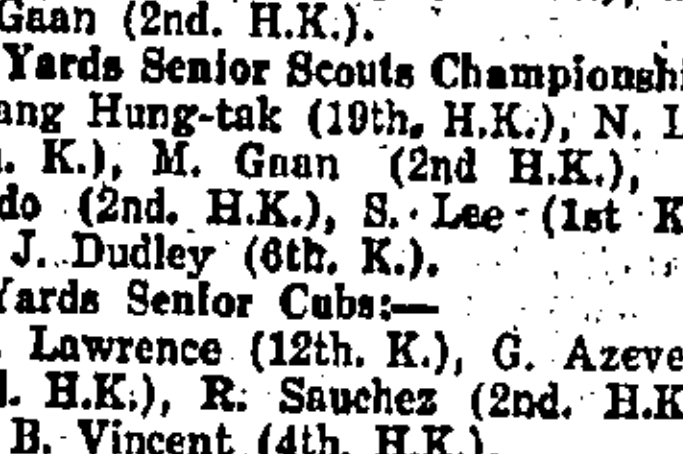 Gaan (2nd. H.K.).
Yards Senior Scouts Championshi
ang Hung-tak (19th. H.K.), N. L
. K.), M. Gaan (2nd H.K.),
do (2nd. H.K.), S. Lee (1st K
J. Dudley (6th. K.).
Yards Senior Cubs:—
. Lawrence (12th. K.), G. Azeve
. H.K.), R. Sauchez (2nd. H.K
B. Vincent (4th. H.K.).